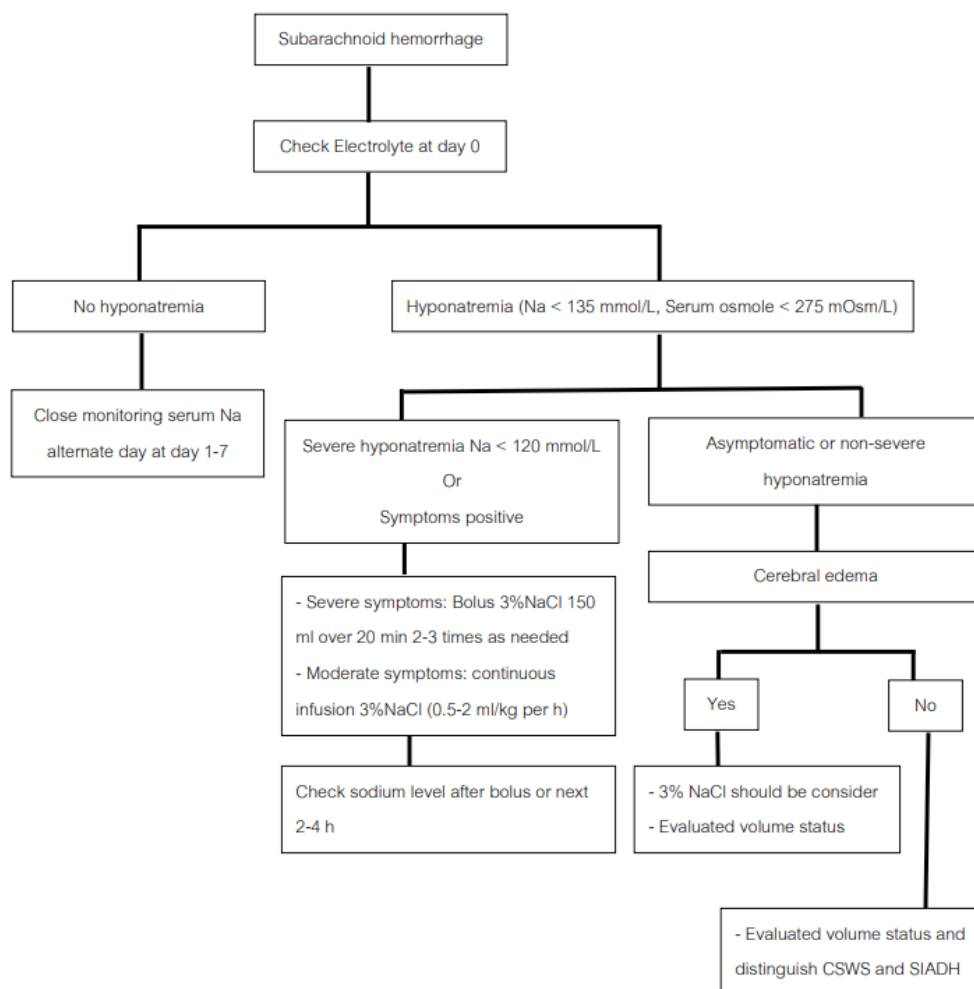 Subarachnoid hemorrhage
Check Electrolyte at day 0
No hyponatremia
Hyponatremia (Na < 135 mmol/L, Serum osmole < 275 mOsm/L)
Close monitoring serum Na
alternate day at day 1-7
Severe hyponatremia Na < 120 mmol/L
Or
Symptoms positive
Asymptomatic or non-severe
hyponatremia
- Severe symptoms: Bolus 3%NaCl 150
ml over 20 min 2-3 times as needed
- Moderate symptoms: continuous
infusion 3%NaCl (0.5-2 ml/kg per h)
Cerebral edema
Yes
No
Check sodium level after bolus or next
2-4 h
- 3% NaCl should be consider
- Evaluated volume status
- Evaluated volume status and
distinguish CSWS and SIADH